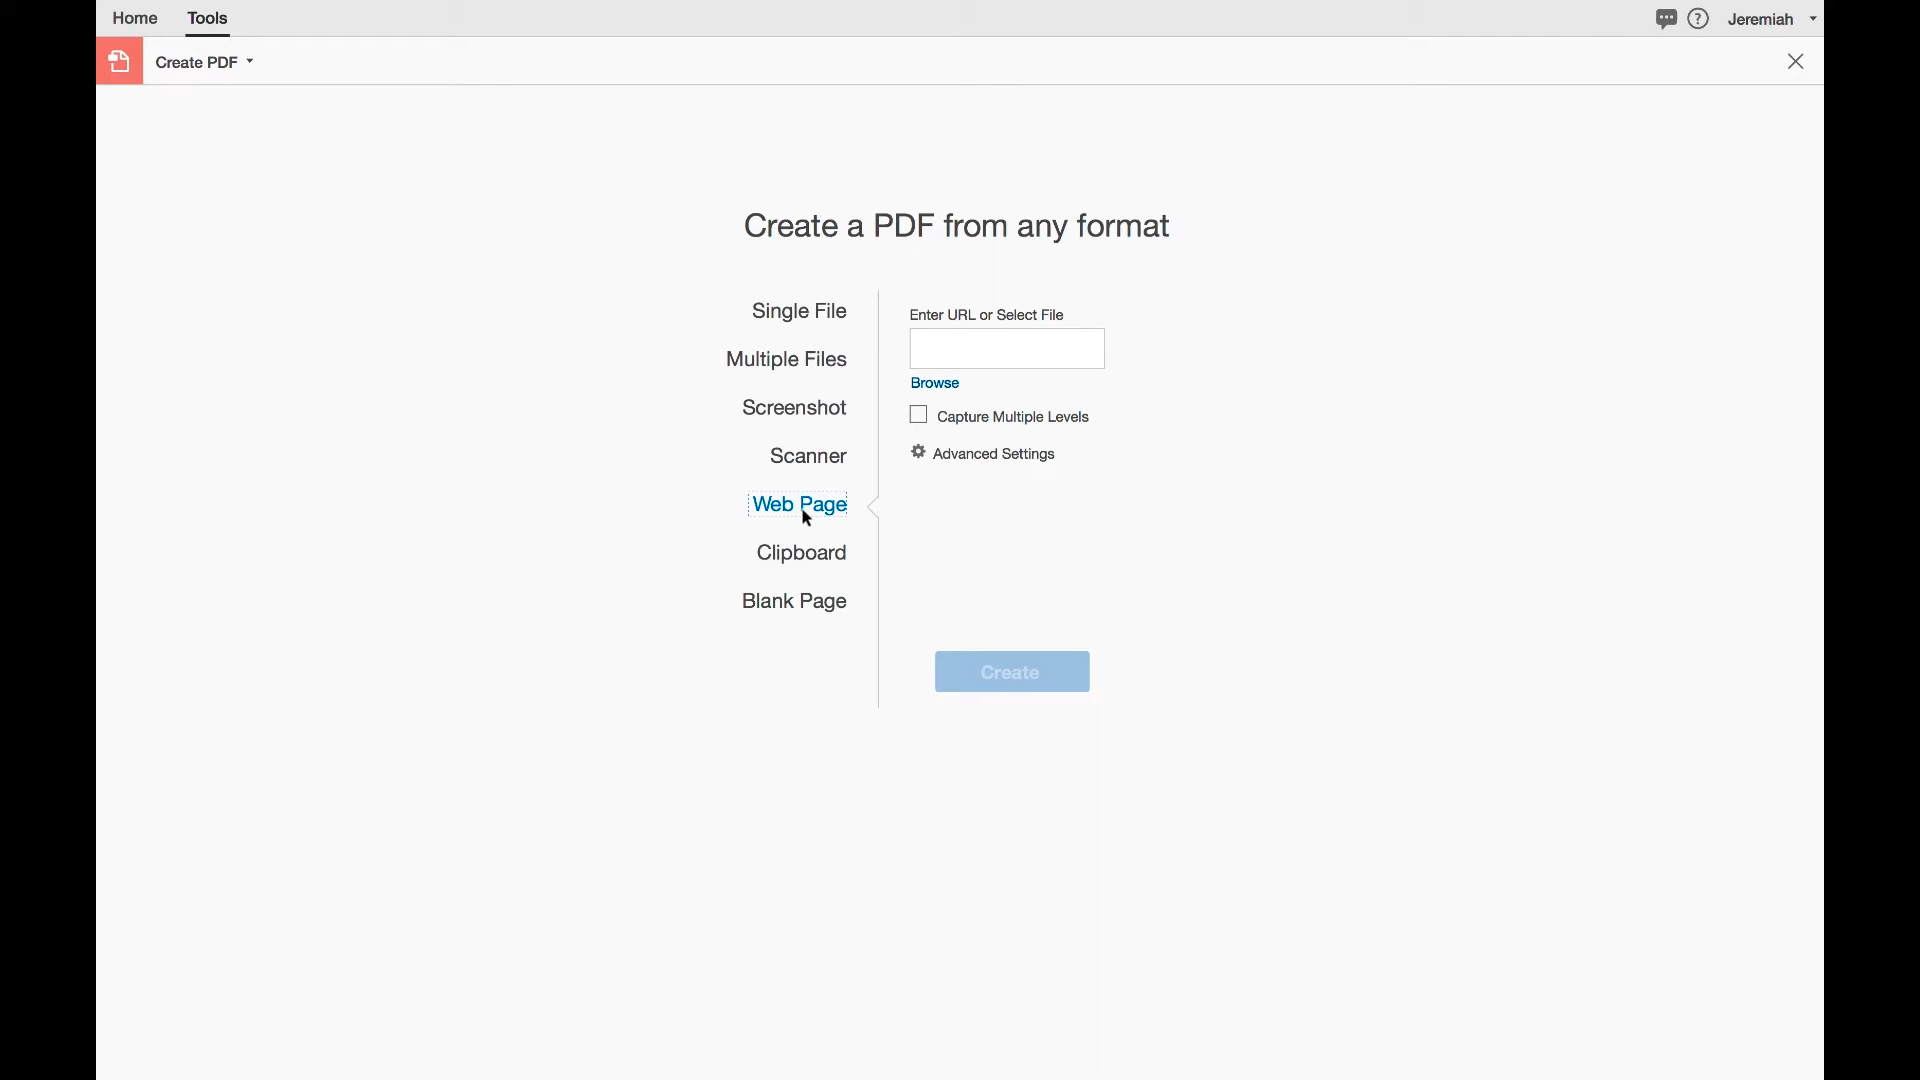 Home Tools Jeremiah
Create PDF
Create a PDF from any format
Single File
Multiple Files
Screenshot
Scanner
Web Page
Clipboard
Blank Page
Enter URL or Select File
Browse
Capture Multiple Levels
Advanced Settings
Create